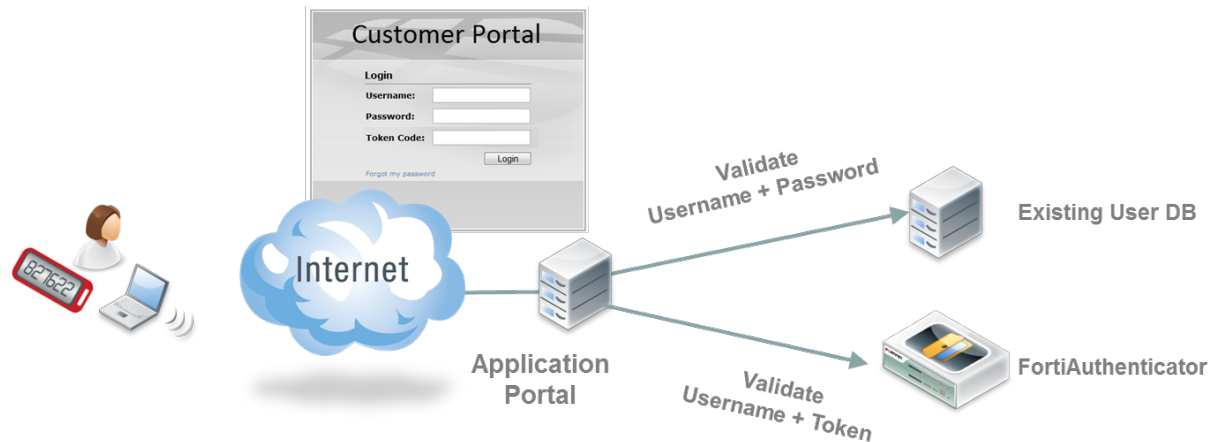 Customer Portal
Login
Username:
Password:
Token Code:
Login
Forgot my password
827622
Internet
Application
Portal
Validate
Username + Password
Existing User DB
Validate
Username + Token
FortiAuthenticator